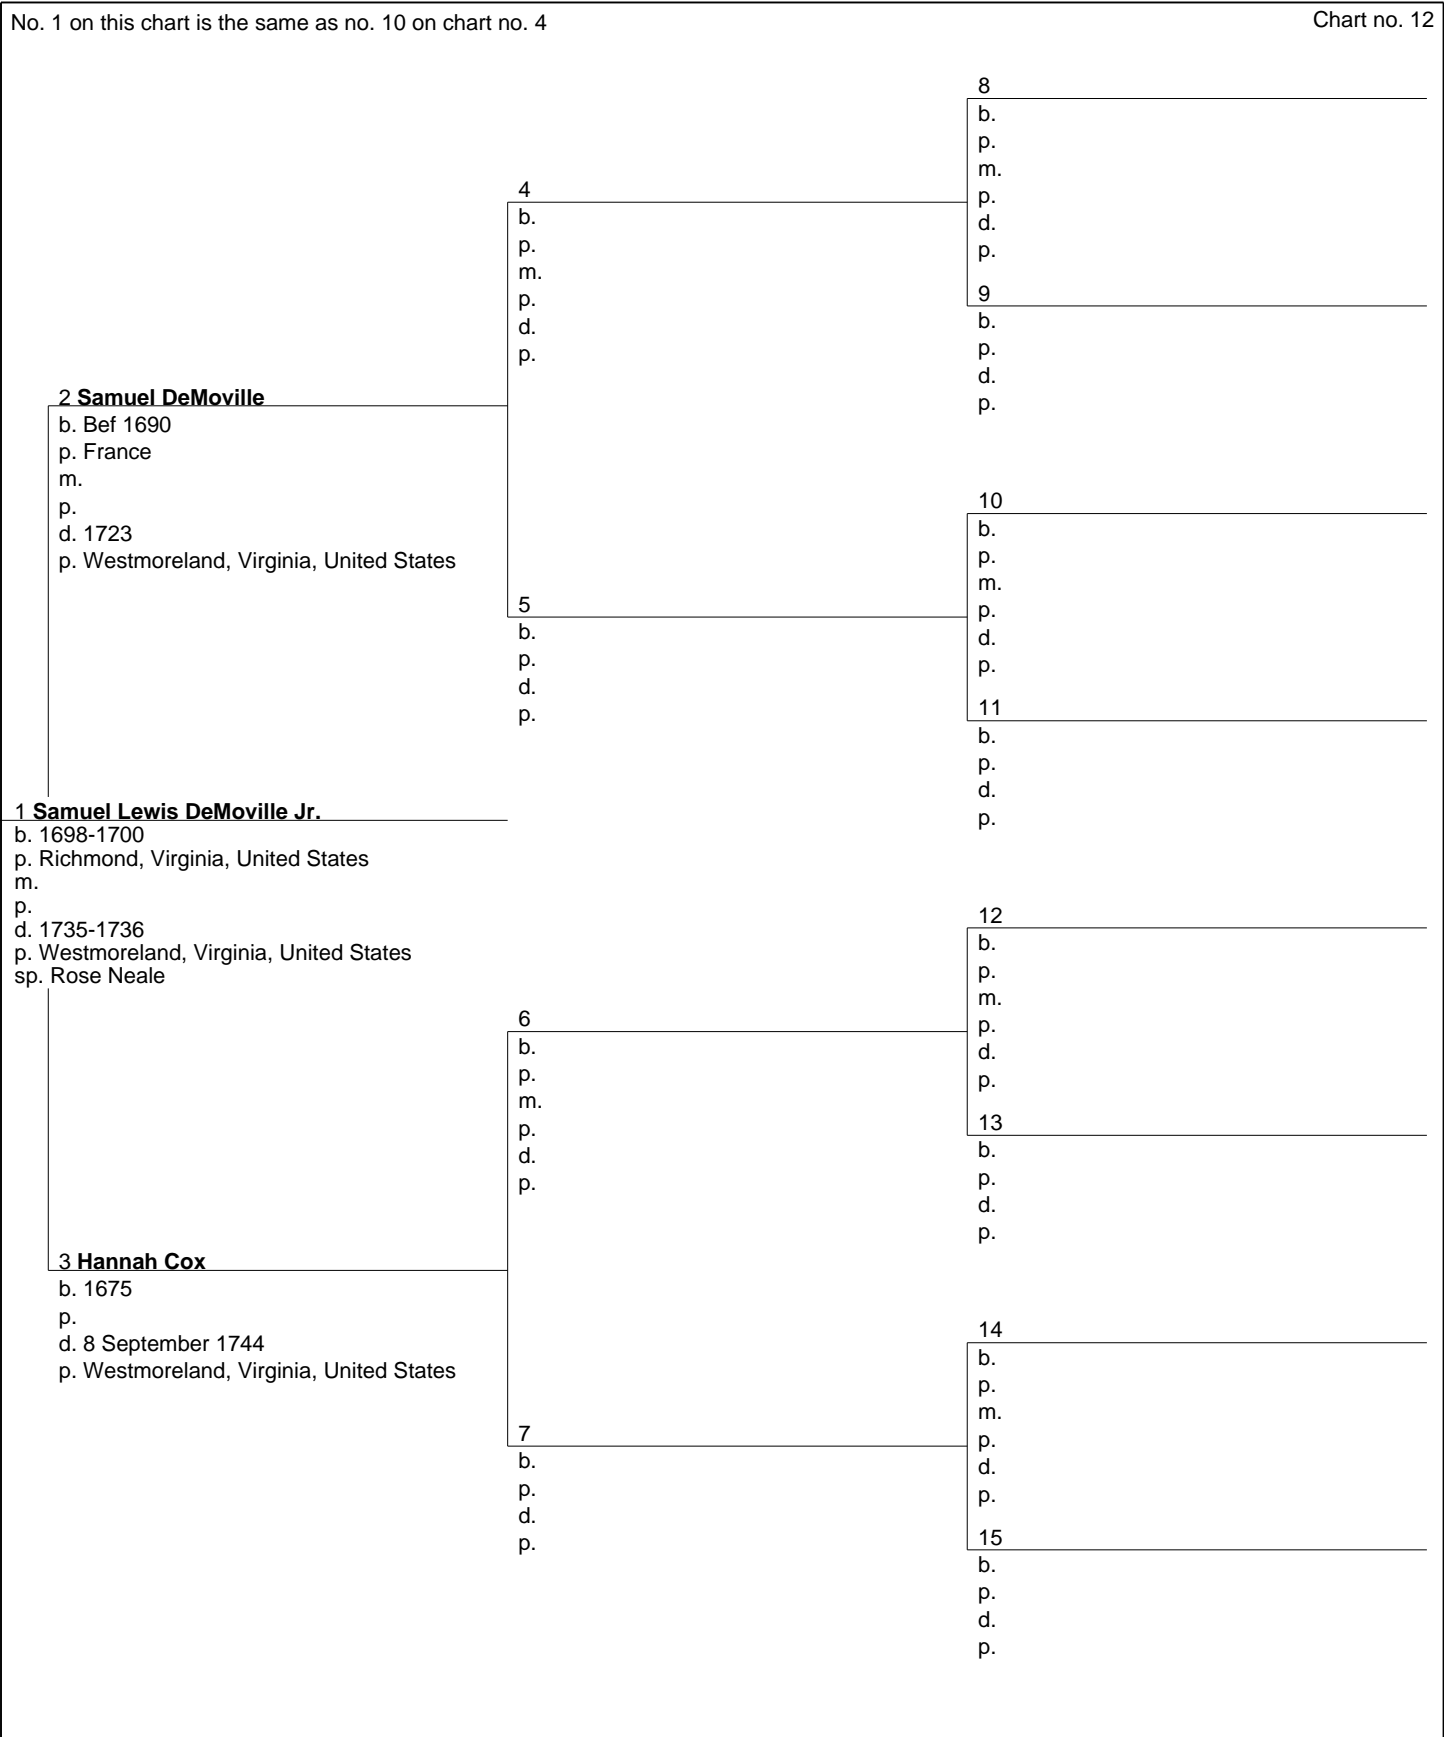 No. 1 on this chart is the same as no. 10 on chart no. 4
Chart no. 12
8
b.
p.
m.
p.
d.
p.
4
b.
p.
m.
p.
d.
p.
9
b.
p.
d.
p.
2 Samuel DeMoville
b. Bef 1690
p. France
m.
p.
d. 1723
p. Westmoreland, Virginia, United States
10
b.
p.
m.
p.
d.
p.
5
b.
p.
d.
p.
11
b.
p.
d.
p.
1 Samuel Lewis DeMoville Jr.
b. 1698-1700
p. Richmond, Virginia, United States
m.
p.
d. 1735-1736
p. Westmoreland, Virginia, United States
sp. Rose Neale
12
b.
p.
m.
p.
d.
p.
6
b.
p.
m.
p.
d.
p.
13
b.
p.
d.
p.
3 Hannah Cox
b. 1675
p.
d. 8 September 1744
p. Westmoreland, Virginia, United States
14
b.
p.
m.
p.
d.
p.
7
b.
p.
d.
p.
15
b.
p.
d.
p.